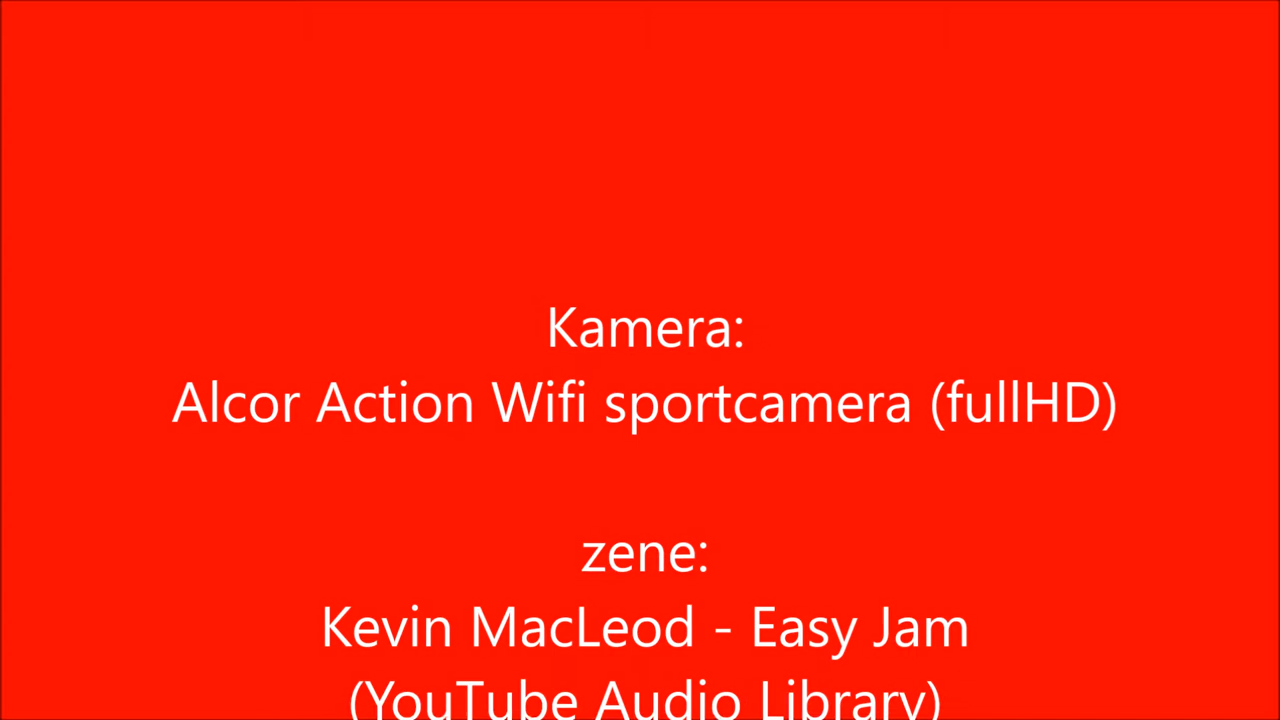 Kamera:
Alcor Action Wifi sportcamera (fullHD)
zene:
Kevin MacLeod - Easy Jam
(YouTube Audio Library)